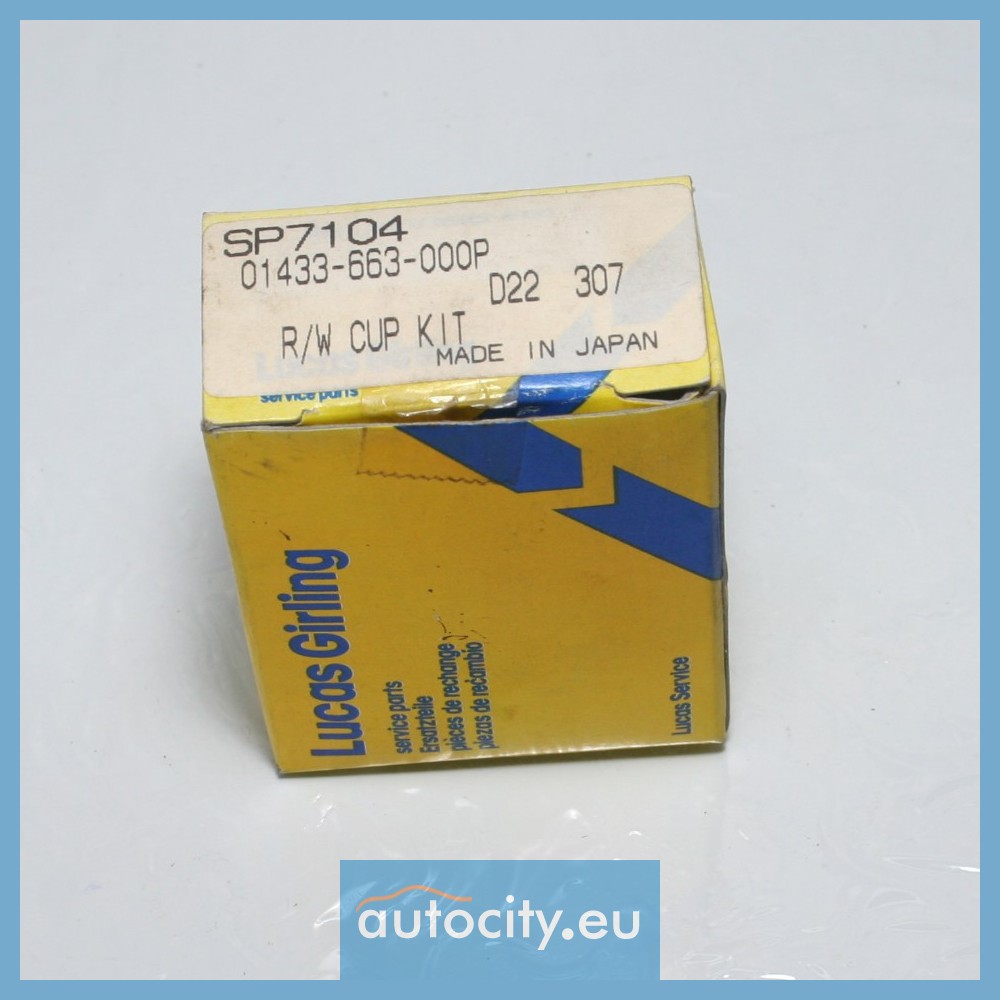 SP7104
01433-663-000P
D22 307
R/W CUP KIT
MADE IN JAPAN
service parts
Lucas Girling
service parts
Ersatzteile
pièces de rechange
piezas de recambio
Lucas Service
autocity.eu